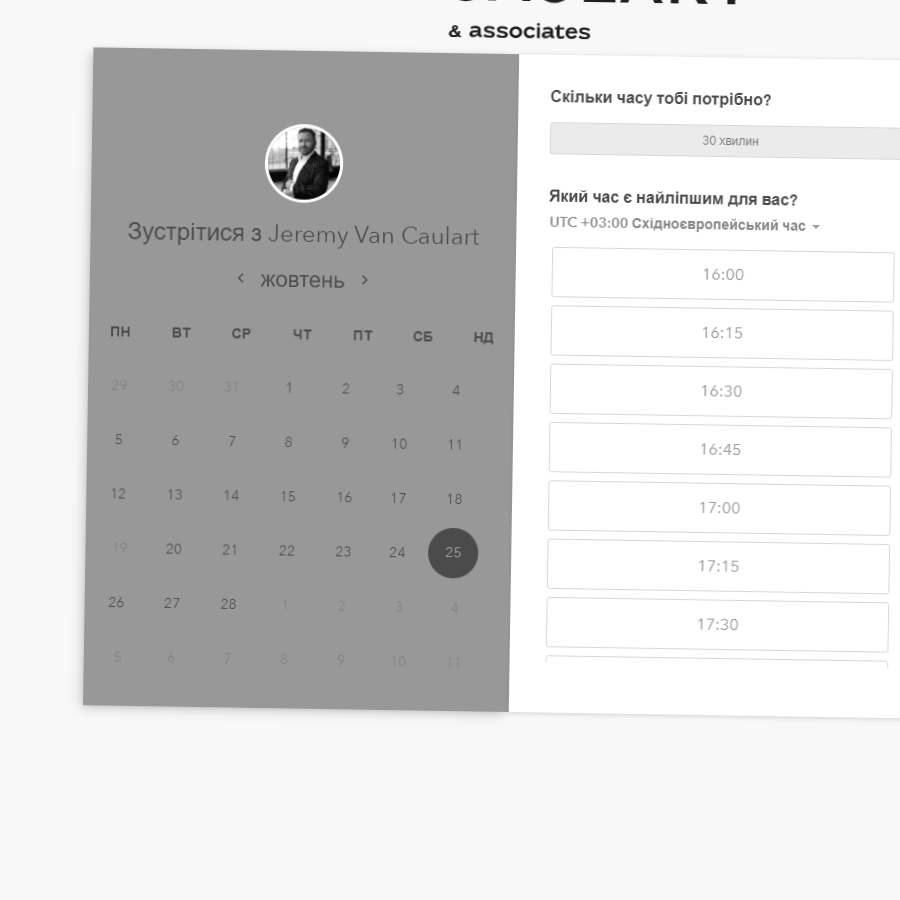 & associates
Зустрітися з Jeremy Van Caulart
жовтень
ПН ВТ СР ЧТ ПТ СБ НД
29 30 31 1 2 3 4
5 6 7 8 9 10 11
12 13 14 15 16 17 18
19 20 21 22 23 24 25
26 27 28 1 2 3 4
5 6 7 8 9 10 11
Скільки часу тобі потрібно?
30 хвилин
Який час є найліпшим для вас?
UTC +03:00 Східноєвропейський час
16:00
16:15
16:30
16:45
17:00
17:15
17:30